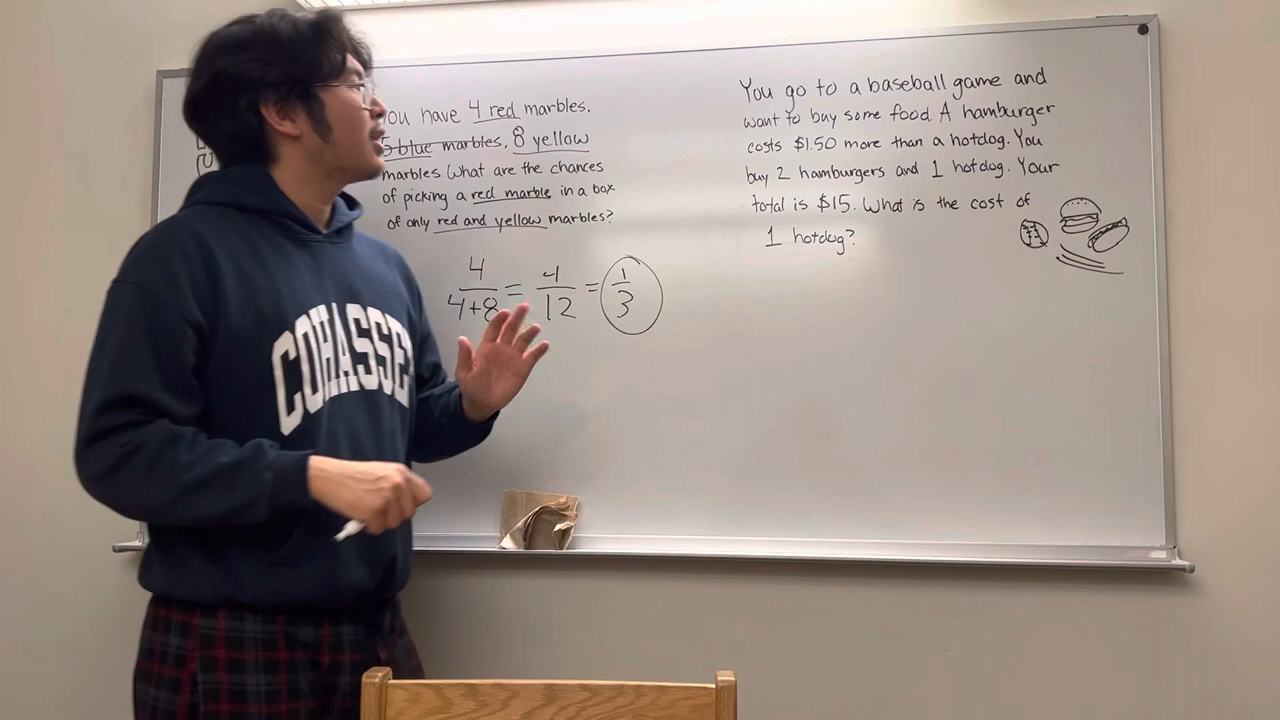 ou have 4 red marbles,
5 blue marbles, 8 yellow
marbles. What are the chances
of picking a red marble in a box
of only red and yellow marbles?
4/4+8 = 4/12 = 1/3
You go to a baseball game and
want to buy some food. A hamburger
costs $1.50 more than a hotdog. You
buy 2 hamburgers and 1 hotdog. Your
total is $15. What is the cost of
1 hotdog?
COHASSE